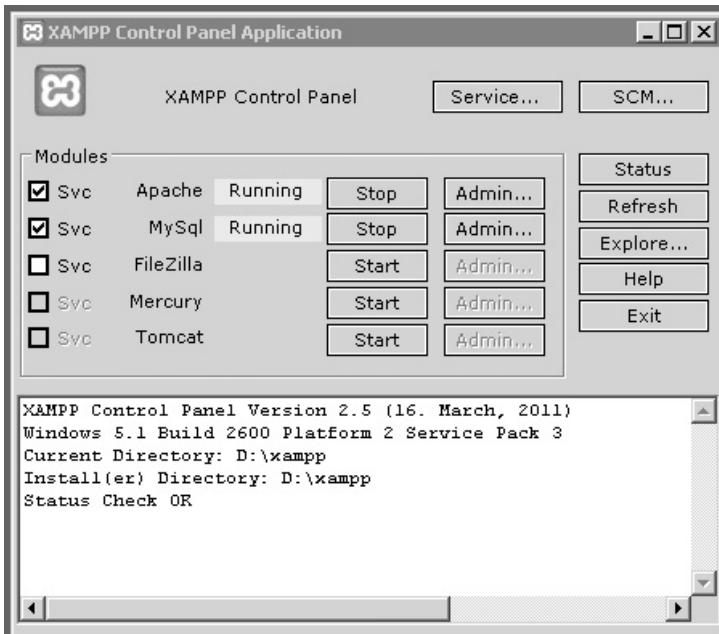 XAMPP Control Panel Application
XAMPP Control Panel Service... SCM...
Modules
Svc Apache Running Stop Admin...
Svc MySql Running Stop Admin...
Svc FileZilla Start Admin...
Svc Mercury Start Admin...
Svc Tomcat Start Admin...
Status
Refresh
Explore...
Help
Exit
XAMPP Control Panel Version 2.5 (16. March, 2011)
Windows 5.1 Build 2600 Platform 2 Service Pack 3
Current Directory: D:\xampp
Install(er) Directory: D:\xampp
Status Check OK